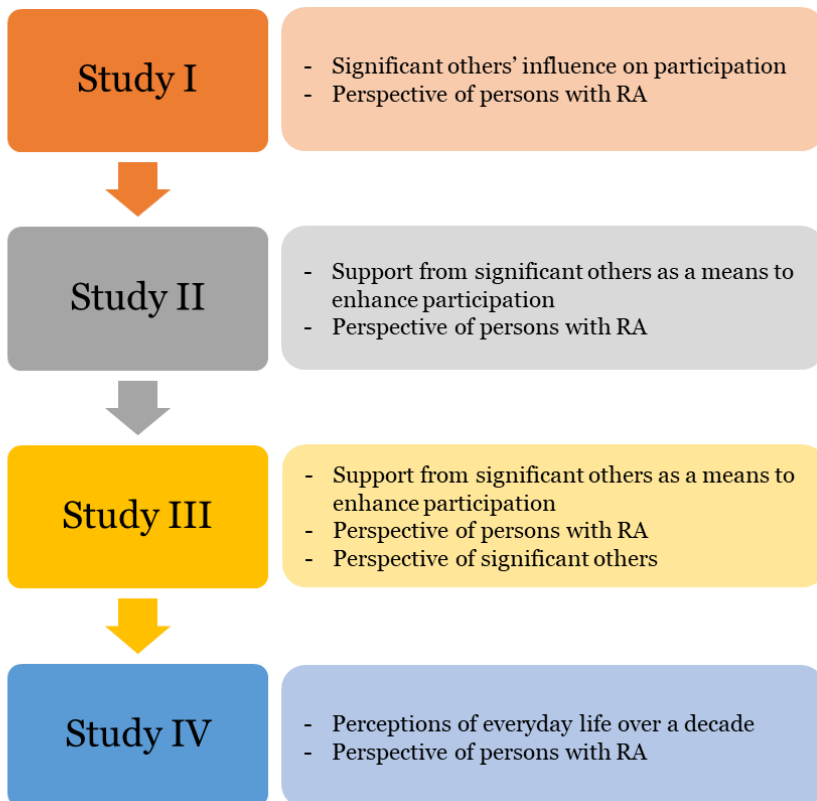 Study I
- Significant others' influence on participation
- Perspective of persons with RA
Study II
- Support from significant others as a means to
enhance participation
- Perspective of persons with RA
Study III
- Support from significant others as a means to
enhance participation
- Perspective of persons with RA
- Perspective of significant others
Study IV
- Perceptions of everyday life over a decade
- Perspective of persons with RA